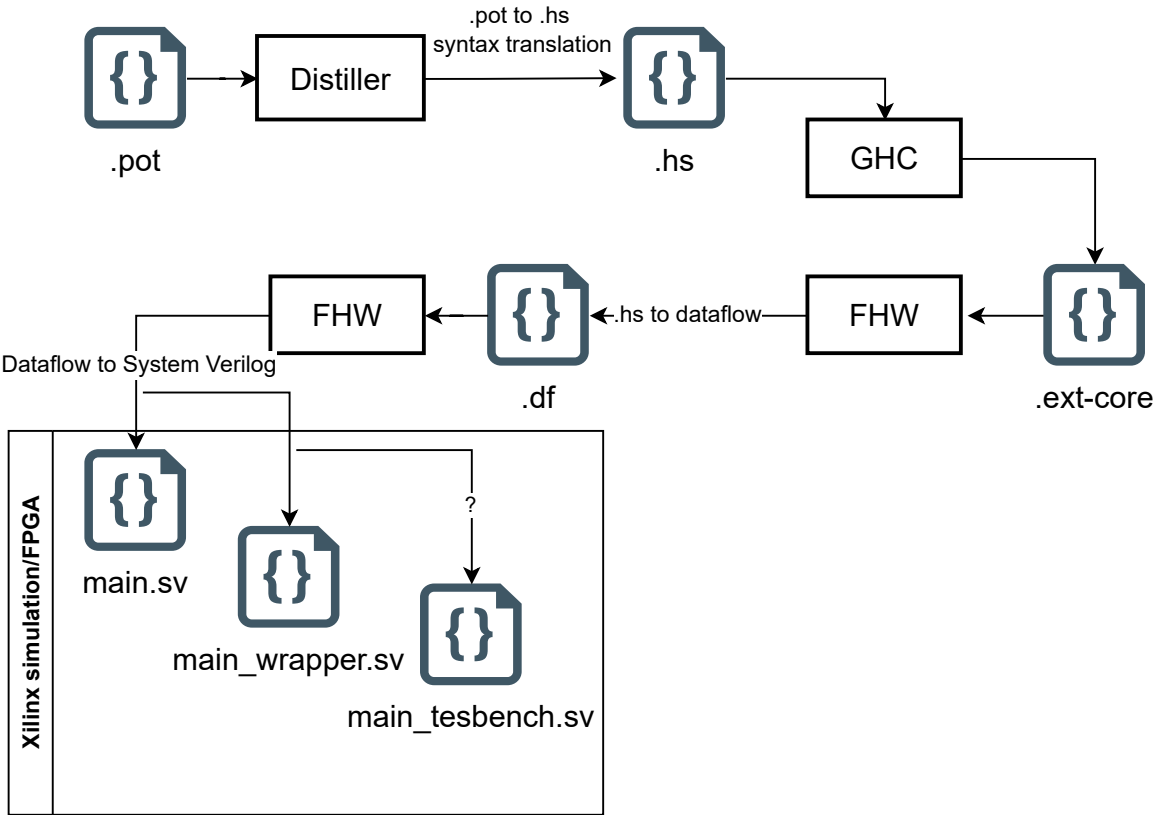 .pot to .hs
syntax translation
{}
Distiller
{}
.pot
.hs
GHC
{}
FHW
.hs to dataflow
{}
FHW
.ext-core
.df
Dataflow to System Verilog
Xilinx simulation/FPGA
{}
main.sv
{}
main_wrapper.sv
?
{}
main_tesbench.sv